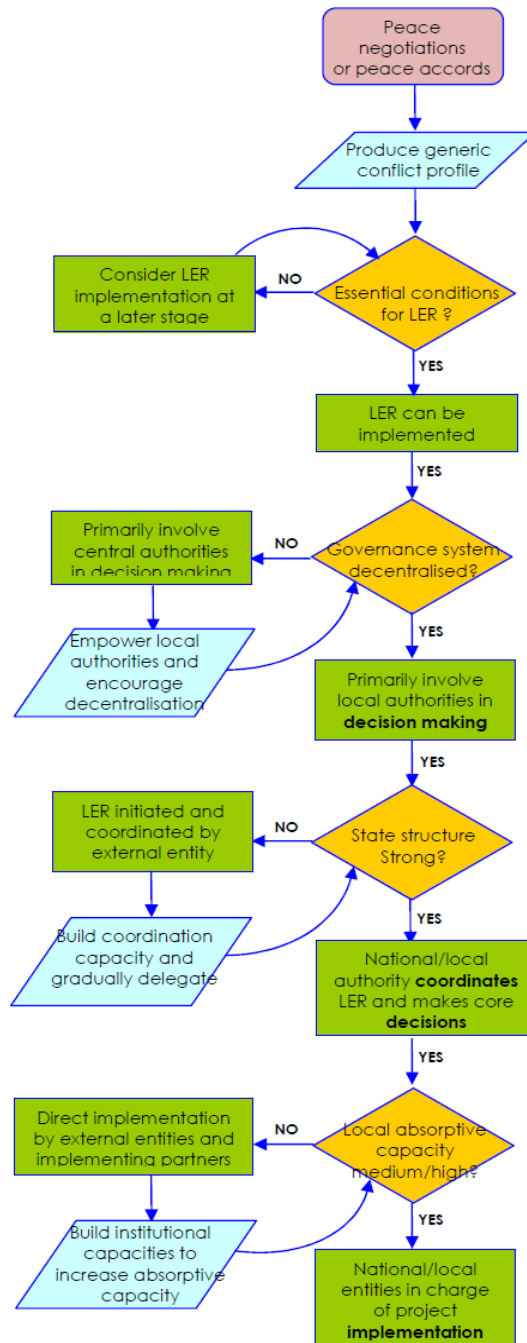 Peace
negotiations
or peace accords
Produce generic
conflict profile
Consider LER
implementation at
a later stage
NO
Essential conditions
for LER ?
YES
LER can be
implemented
YES
Primarily involve
central authorities
in decision making
NO
Governance system
decentralised?
Empower local
authorities and
encourage
decentralisation
YES
Primarily involve
local authorities in
decision making
YES
LER initiated and
coordinated by
external entity
NO
State structure
Strong?
Build coordination
capacity and
gradually delegate
YES
National/local
authority coordinates
LER and makes core
decisions
YES
Direct implementation
by external entities and
implementing partners
NO
Local absorptive
capacity
medium/high?
Build institutional
capacities to
increase absorptive
capacity
YES
National/local
entities in charge
of project
implementation